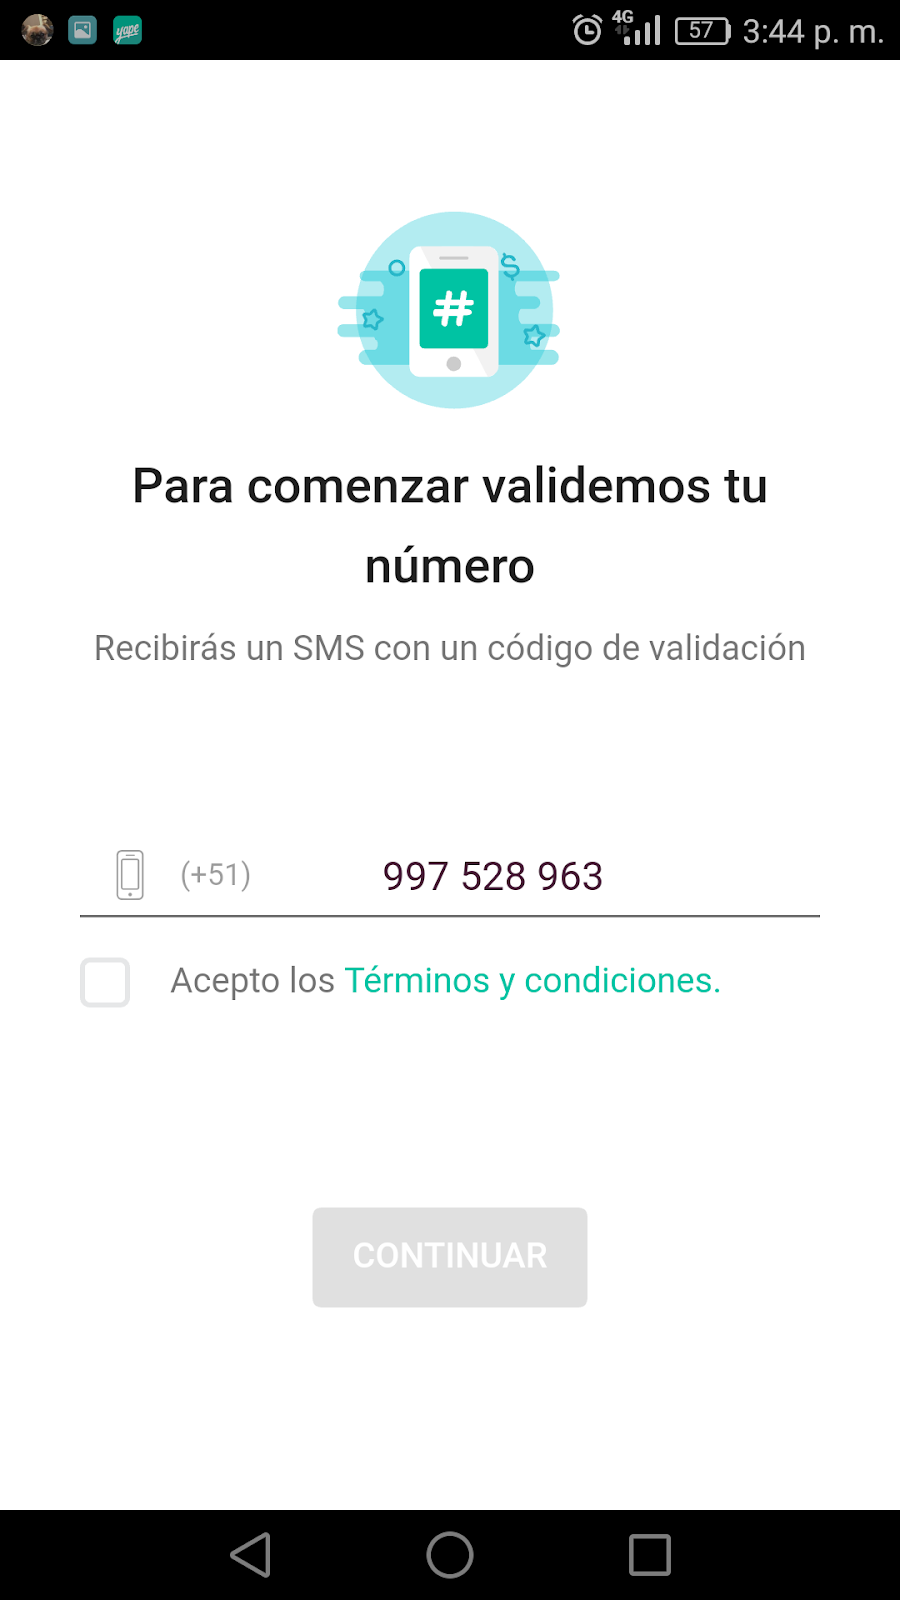 yape 4G 57 3:44 p. m.
#
$
Para comenzar validemos tu
número
Recibirás un SMS con un código de validación
(+51) 997 528 963
Acepto los Términos y condiciones.
CONTINUAR